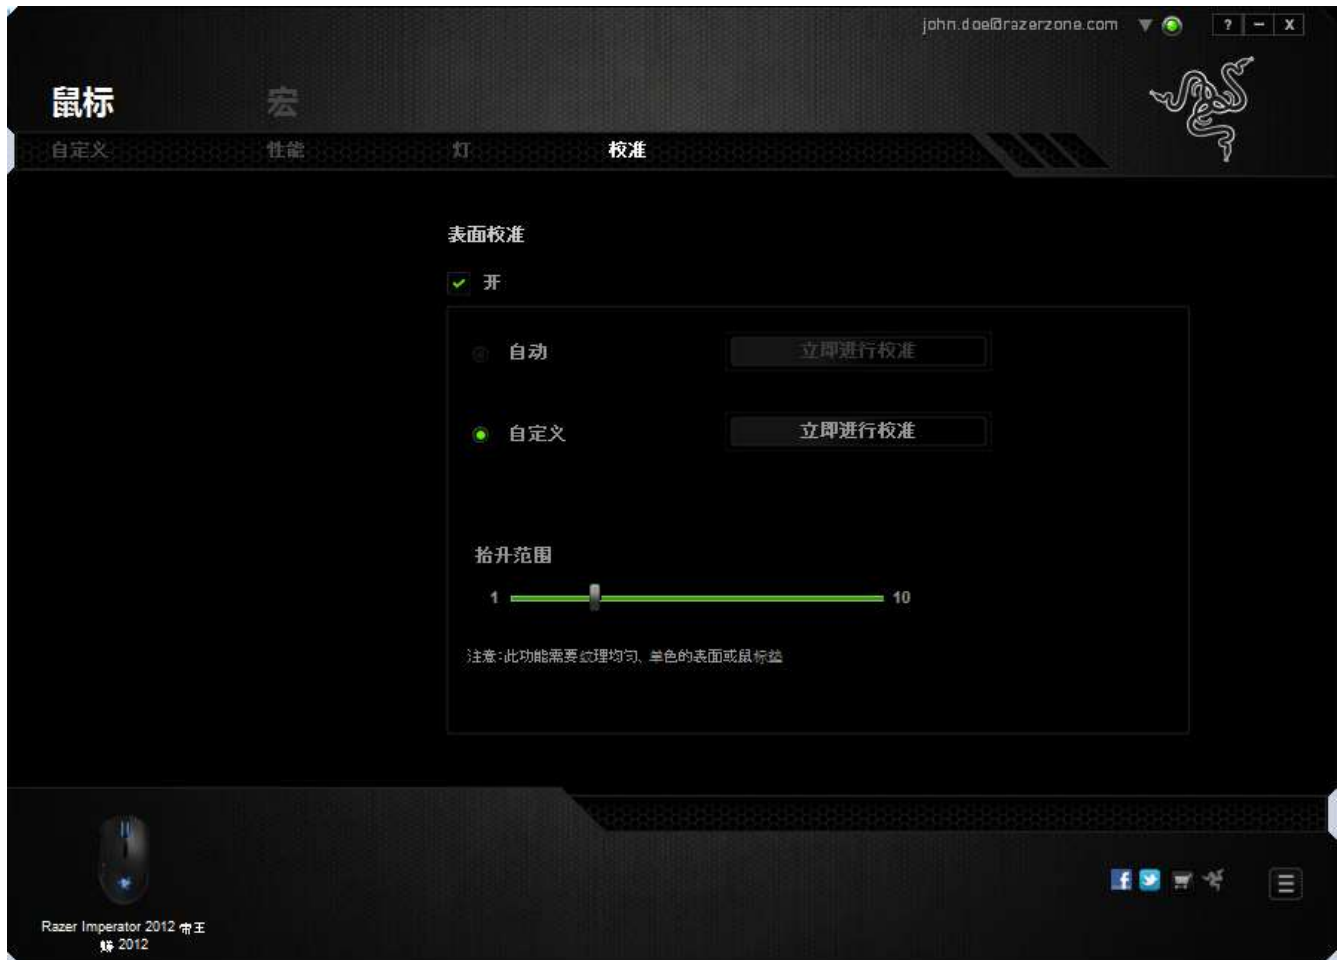 john.doe@razerzone.com ? – X
鼠标 宏
自定义 性能 灯 校准
表面校准
开
自动 立即进行校准
自定义 立即进行校准
抬升范围
1 10
注意:此功能需要纹理均匀、单色的表面或鼠标垫
Razer Imperator 2012 帝王
蟒 2012